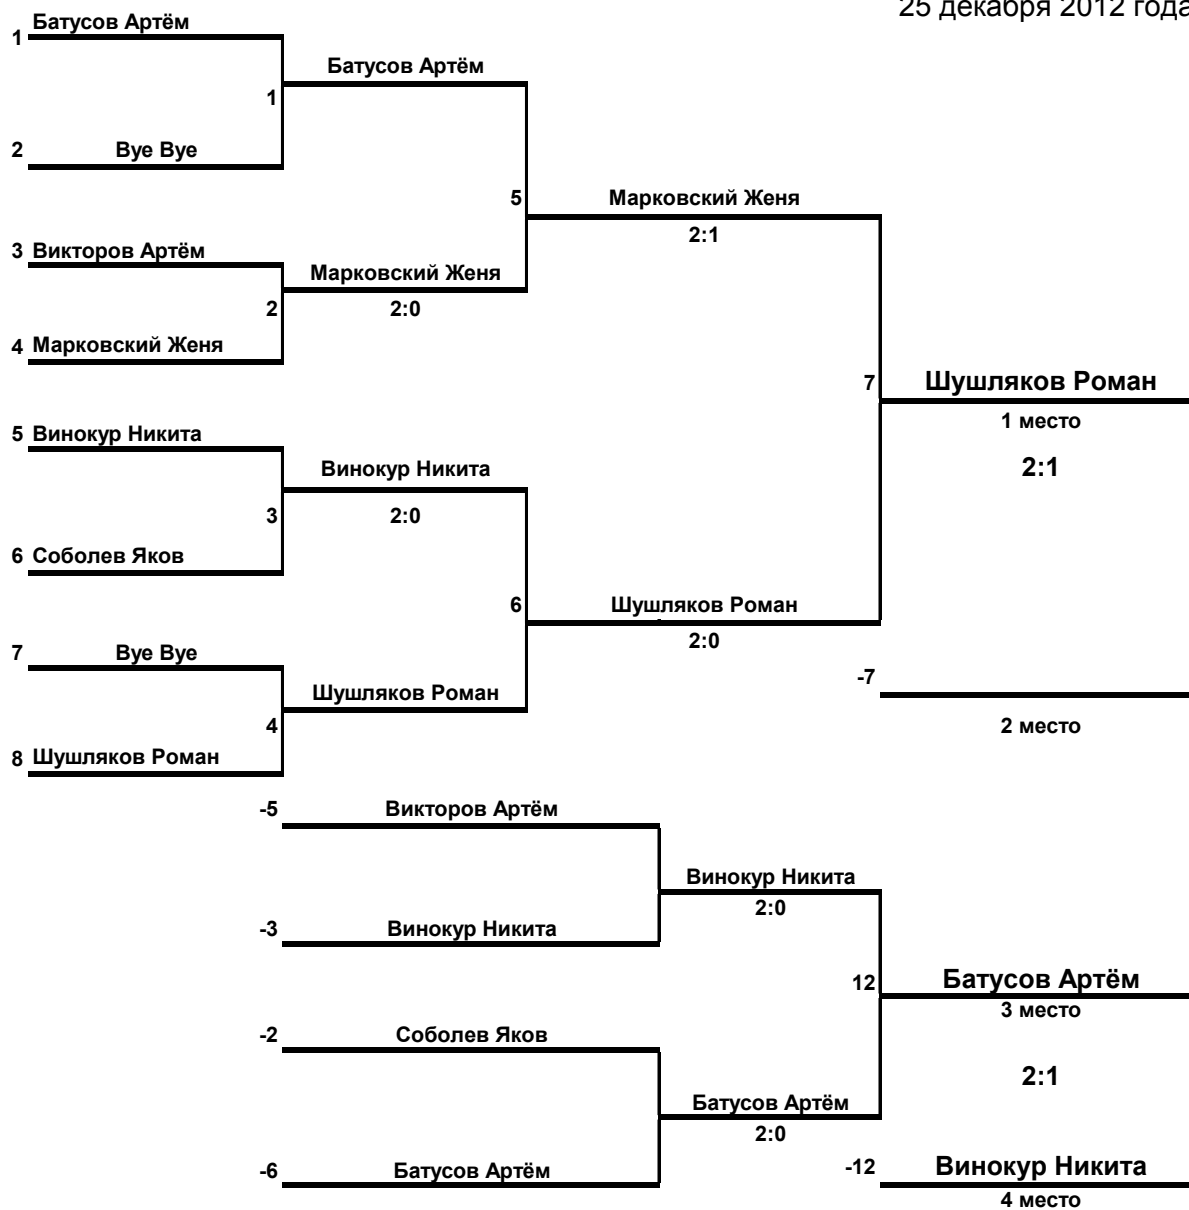 25 декабря 2012 года
Батусов Артём
1
Батусов Артём
1
2 Bye Bye
5 Марковский Женя
2:1
3 Викторов Артём
Марковский Женя
2 2:0
4 Марковский Женя
7 Шушляков Роман
1 место
2:1
5 Винокур Никита
Винокур Никита
3 2:0
6 Соболев Яков
6 Шушляков Роман
2:0
7 Bye Bye
-7
Шушляков Роман
4 2 место
8 Шушляков Роман
-5 Викторов Артём
Винокур Никита
2:0
-3 Винокур Никита
12 Батусов Артём
3 место
-2 Соболев Яков
2:1
Батусов Артём
2:0
-6 Батусов Артём
-12 Винокур Никита
4 место